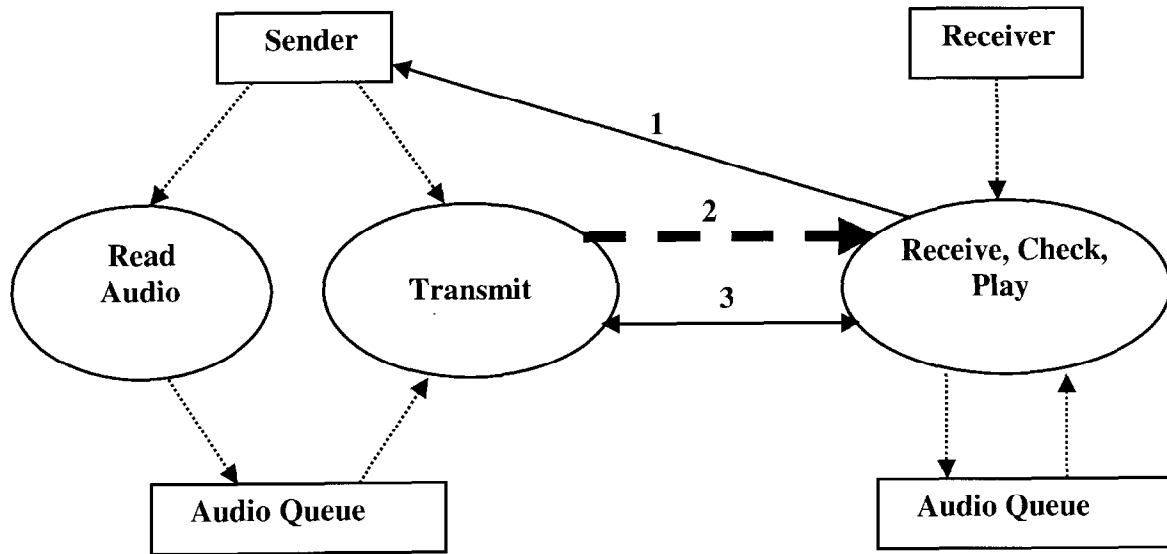 Sender
Receiver
1
2
Read
Audio
Transmit
Receive, Check,
Play
3
Audio Queue
Audio Queue